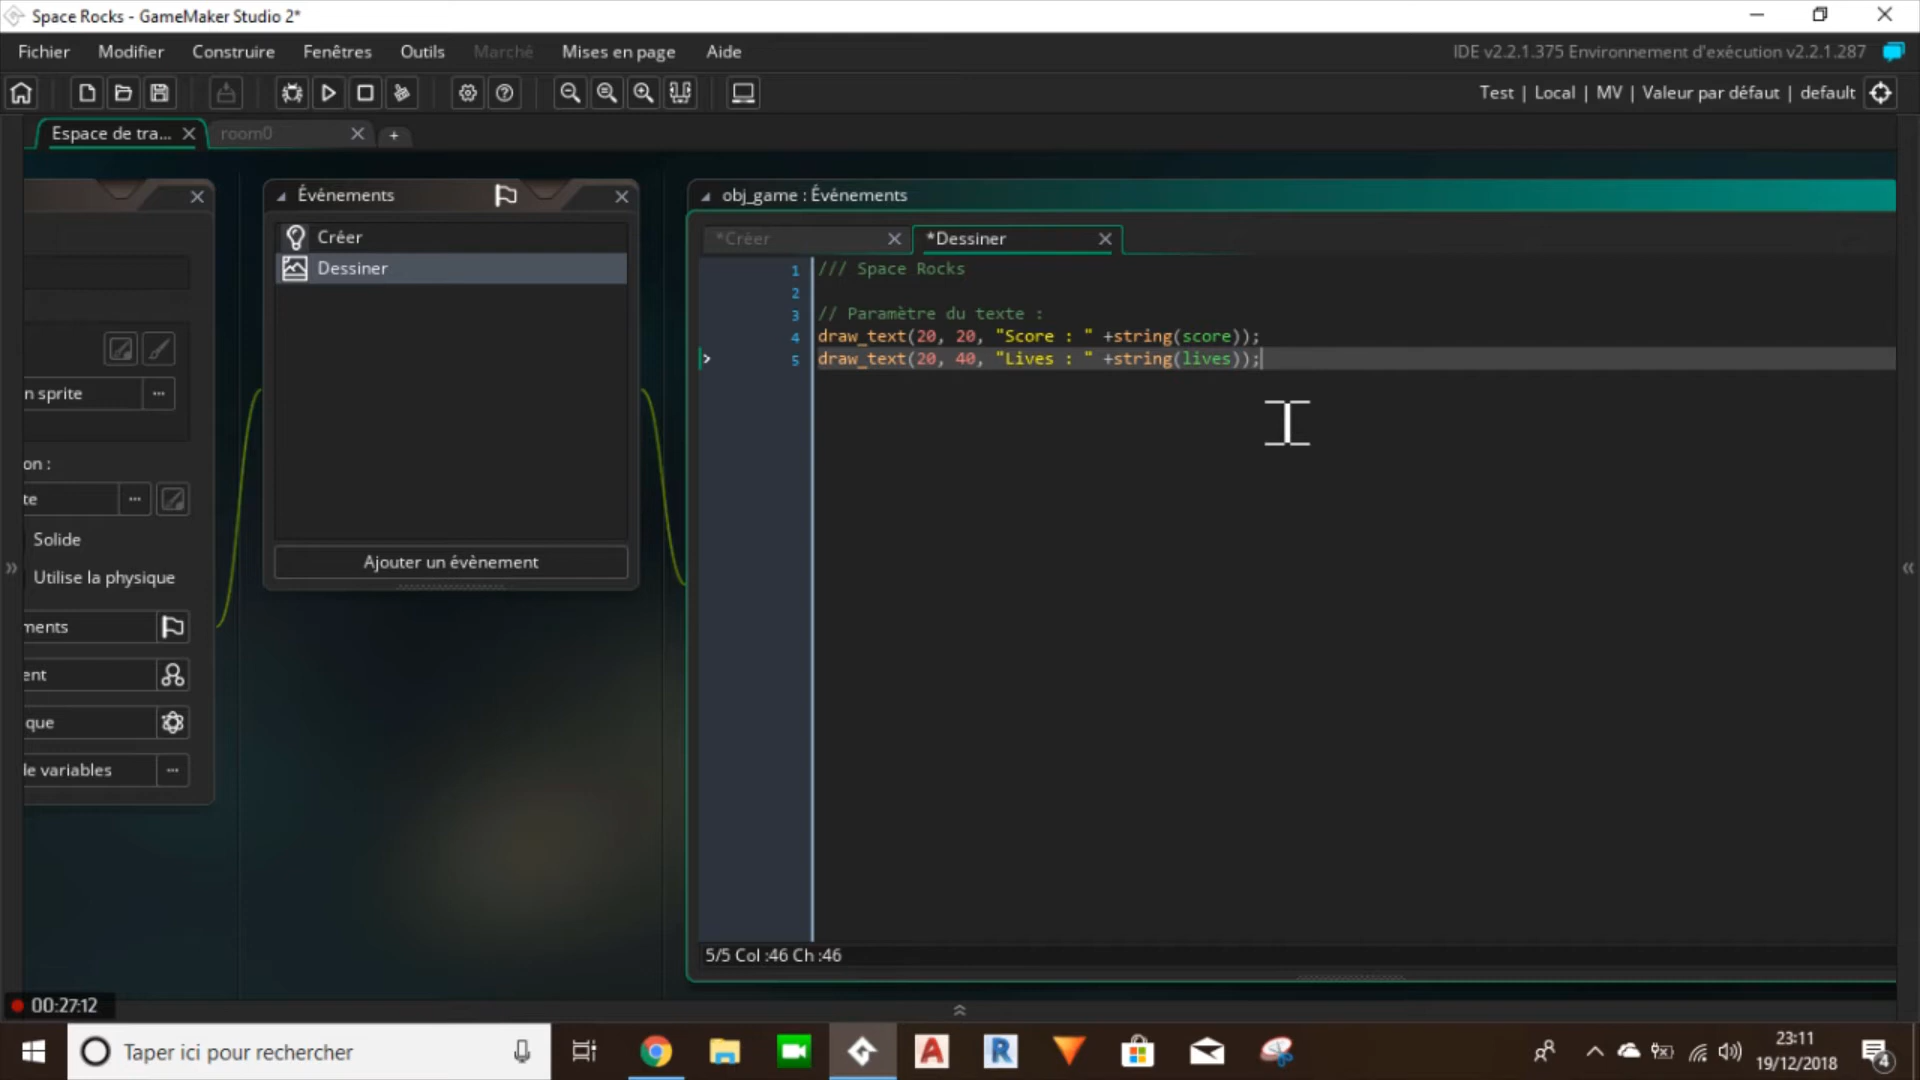 Space Rocks - GameMaker Studio 2*
Fichier Modifier Construire Fenêtres Outils Marché Mises en page Aide
IDE v2.2.1.375 Environnement d'exécution v2.2.1.287
Test | Local | MV | Valeur par défaut | default
Espace de tra...
room0
+
Événements
Créer
Dessiner
Ajouter un évènement
n sprite
...
on :
te
...
Solide
Utilise la physique
ments
ent
que
le variables
...
obj_game : Événements
*Créer
*Dessiner
1 /// Space Rocks
2
3 // Paramètre du texte :
4 draw_text(20, 20, "Score : " +string(score));
5 draw_text(20, 40, "Lives : " +string(lives));
5/5 Col :46 Ch :46
00:27:12
Taper ici pour rechercher
23:11
19/12/2018
4